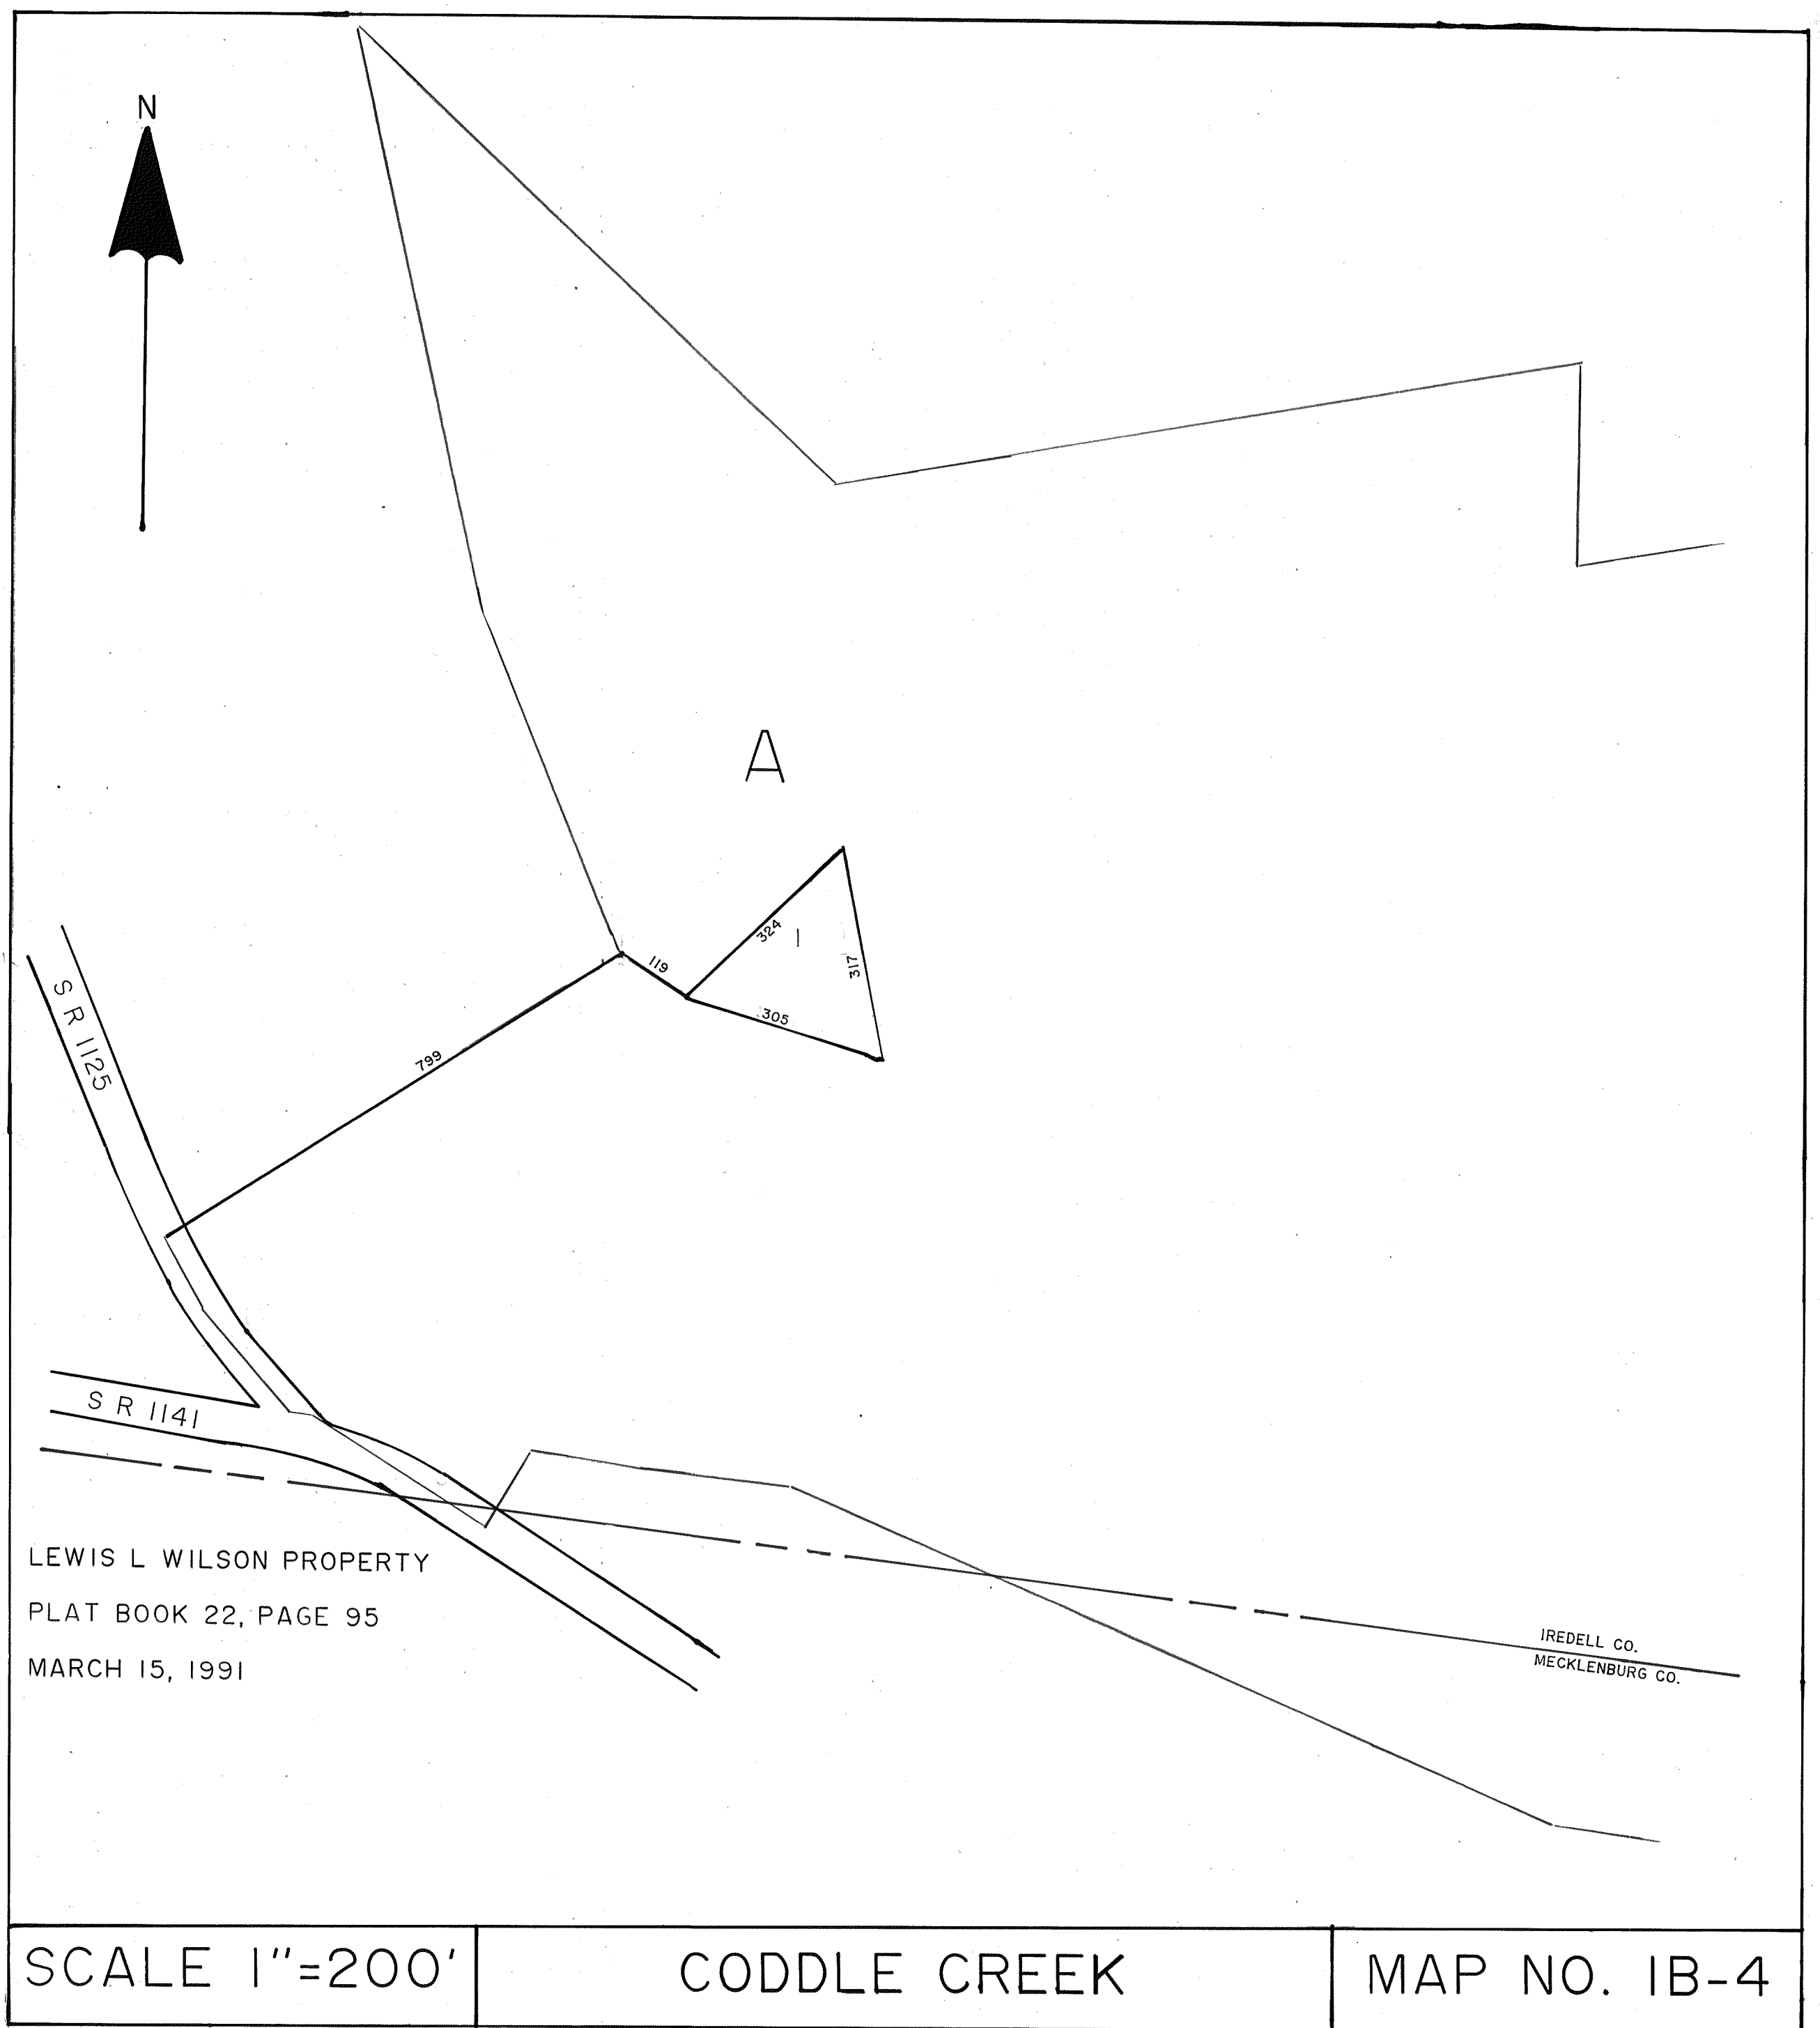 N
A
324
1
317
119
305
799
S R 1125
S R 1141
LEWIS L WILSON PROPERTY
PLAT BOOK 22, PAGE 95
MARCH 15, 1991
IREDELL CO.
MECKLENBURG CO.
SCALE 1"=200'
CODDLE CREEK
MAP NO. 1B-4